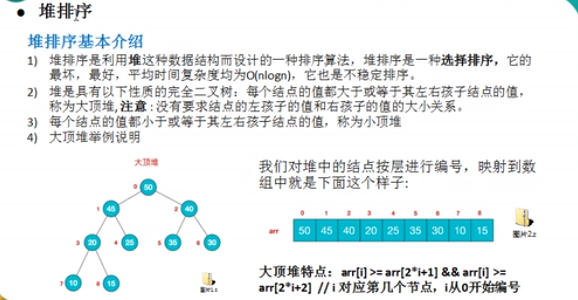 堆排序
堆排序基本介绍
1) 堆排序是利用堆这种数据结构而设计的一种排序算法，堆排序是一种选择排序，它的
最坏，最好，平均时间复杂度均为O(nlogn)，它也是不稳定排序。
2) 堆是具有以下性质的完全二叉树：每个结点的值都大于或等于其左右孩子结点的值，
称为大顶堆, 注意 : 没有要求结点的左孩子的值和右孩子的值的大小关系。
3) 每个结点的值都小于或等于其左右孩子结点的值，称为小顶堆
4) 大顶堆举例说明
大顶堆
0 50
1 45 2 40
3 20 4 25 5 35 6 30
7 10 8 15
图片1.z
我们对堆中的结点按层进行编号，映射到数
组中就是下面这个样子:
0 1 2 3 4 5 6 7 8
arr 50 45 40 20 25 35 30 10 15
图片2.z
大顶堆特点：arr[i] >= arr[2*i+1] && arr[i] >=
arr[2*i+2] // i 对应第几个节点，i从0开始编号